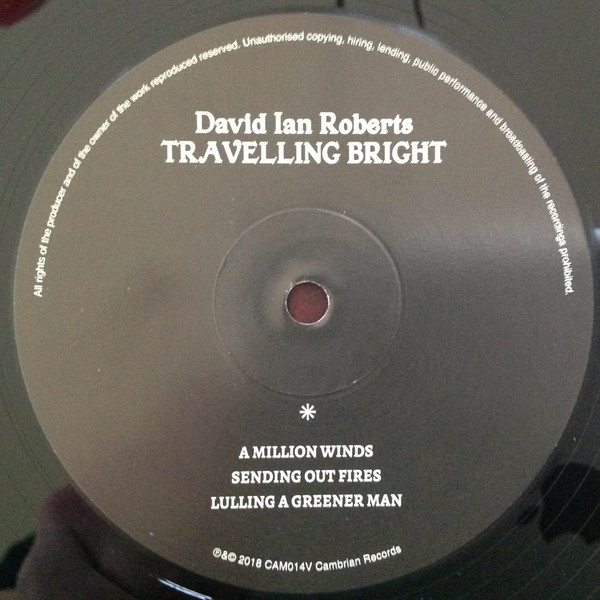 All rights of the producer and of the owner of the work reproduced reserved. Unauthorised copying, hiring, lending, public performance and broadcasting of the recordings prohibited.
David Ian Roberts
TRAVELLING BRIGHT
*
A MILLION WINDS
SENDING OUT FIRES
LULLING A GREENER MAN
℗&© 2018 CAM014V Cambrian Records